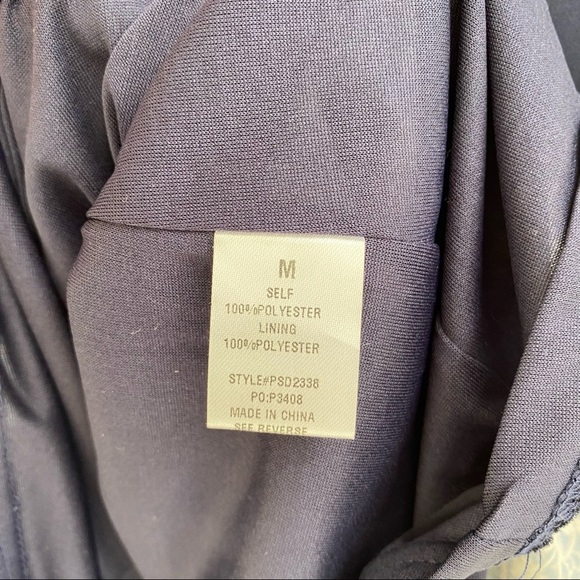 M
SELF
100%POLYESTER
LINING
100%POLYESTER
STYLE#PSD2338
PO:P3408
MADE IN CHINA
SEE REVERSE